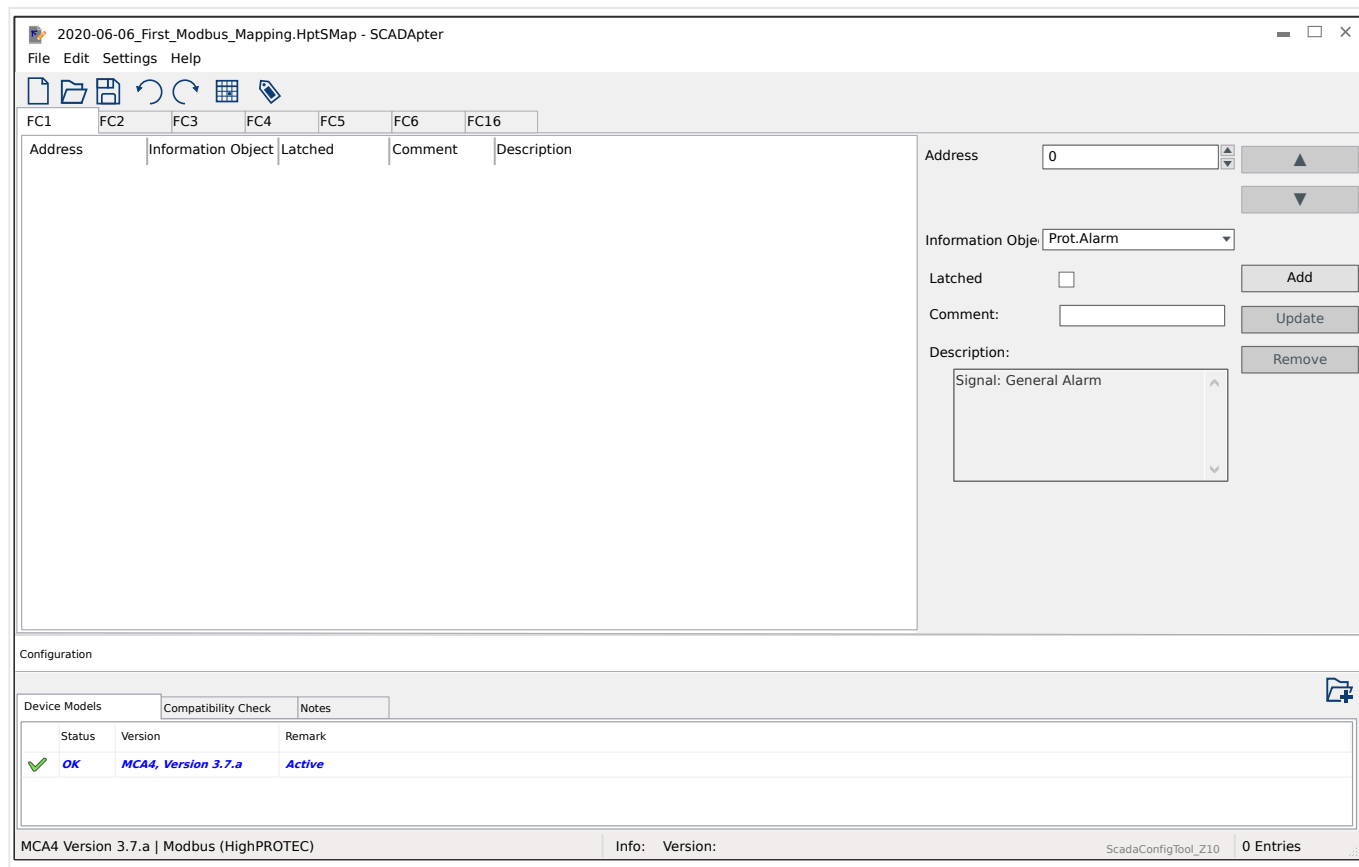 2020-06-06_First_Modbus_Mapping.HptSMap - SCADApter
File Edit Settings Help
FC1 FC2 FC3 FC4 FC5 FC6 FC16
Address Information Object Latched Comment Description
Address 0
Information Obje Prot.Alarm
Latched Add
Comment: Update
Description: Remove
Signal: General Alarm
Configuration
Device Models Compatibility Check Notes
Status Version Remark
OK MCA4, Version 3.7.a Active
MCA4 Version 3.7.a | Modbus (HighPROTEC) Info: Version: ScadaConfigTool_Z10 0 Entries